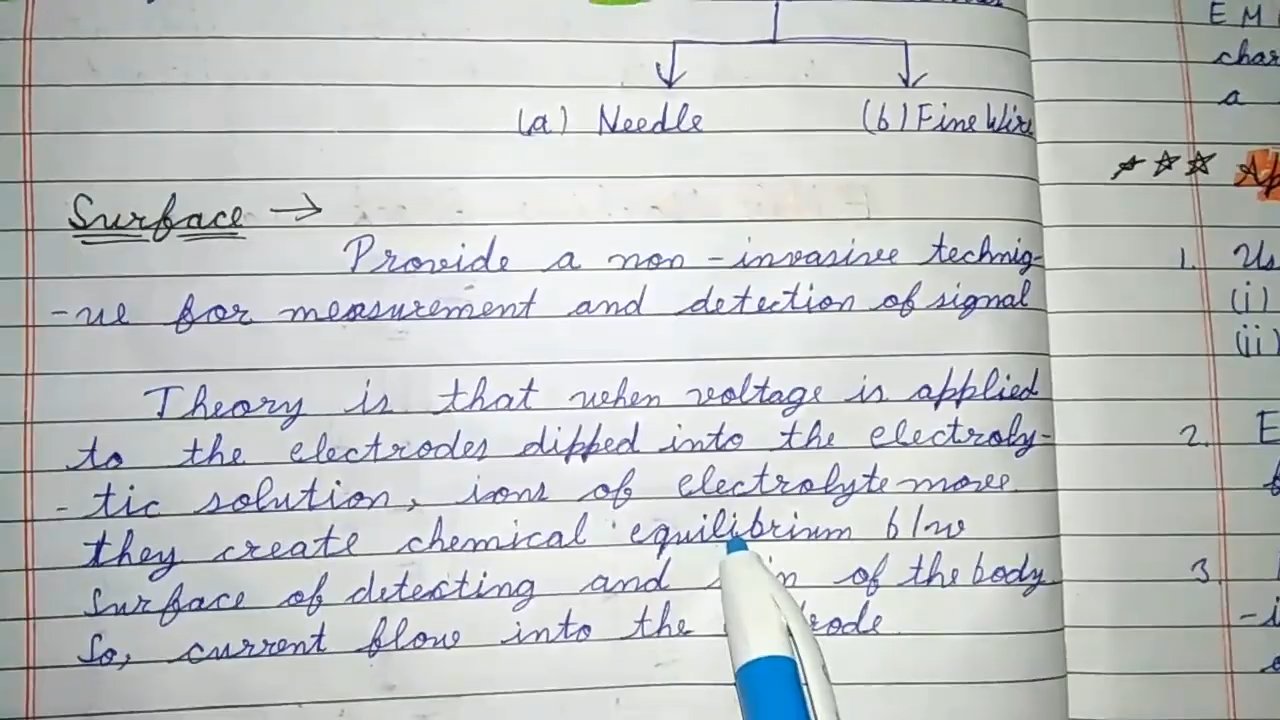 (a) Needle (b) Fine Wire
Surface →
Provide a non-invasive techniq-
-ue for measurement and detection of signal
Theory is that when voltage is applied
to the electrodes dipped into the electroly-
-tic solution, ions of electrolyte move
they create chemical equilibrium b/w
surface of detecting and of the body
So, current flow into the
EM
char
a
1. Us
(i)
(ii)
2. E
3.